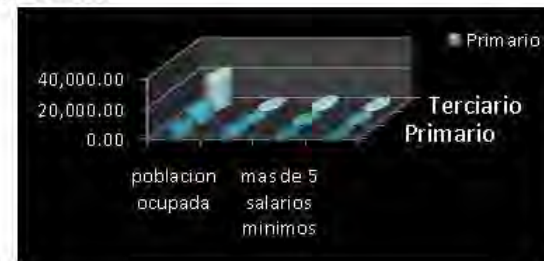 Primario
40,000.00
20,000.00
0.00
Terciario
Primario
poblacion
ocupada
mas de 5
salarios
minimos